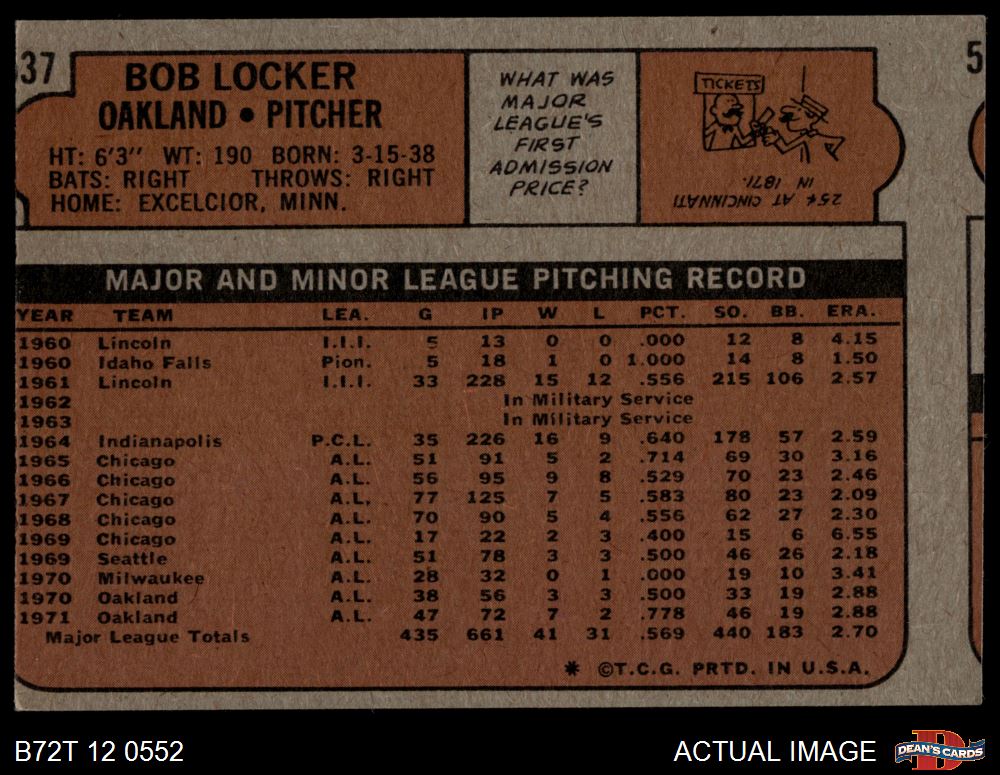 37
BOB LOCKER
OAKLAND • PITCHER
HT: 6'3" WT: 190 BORN: 3-15-38
BATS: RIGHT THROWS: RIGHT
HOME: EXCELCIOR, MINN.
WHAT WAS
MAJOR
LEAGUE'S
FIRST
ADMISSION
PRICE?
TICKETS
25¢ AT CINCINNATI
IN 1871.
5
MAJOR AND MINOR LEAGUE PITCHING RECORD
YEAR TEAM LEA. G IP W L PCT. SO. BB. ERA.
1960 Lincoln I.I.I. 5 13 0 0 .000 12 8 4.15
1960 Idaho Falls Pion. 5 18 1 0 1.000 14 8 1.50
1961 Lincoln I.I.I. 33 228 15 12 .556 215 106 2.57
1962 In Military Service
1963 In Military Service
1964 Indianapolis P.C.L. 35 226 16 9 .640 178 57 2.59
1965 Chicago A.L. 51 91 5 2 .714 69 30 3.16
1966 Chicago A.L. 56 95 9 8 .529 70 23 2.46
1967 Chicago A.L. 77 125 7 5 .583 80 23 2.09
1968 Chicago A.L. 70 90 5 4 .556 62 27 2.30
1969 Chicago A.L. 17 22 2 3 .400 15 6 6.55
1969 Seattle A.L. 51 78 3 3 .500 46 26 2.18
1970 Milwaukee A.L. 28 32 0 1 .000 19 10 3.41
1970 Oakland A.L. 38 56 3 3 .500 33 19 2.88
1971 Oakland A.L. 47 72 7 2 .778 46 19 2.88
Major League Totals 435 661 41 31 .569 440 183 2.70
* ©T.C.G. PRTD. IN U.S.A.
B72T 12 0552
ACTUAL IMAGE
DEAN'S CARDS